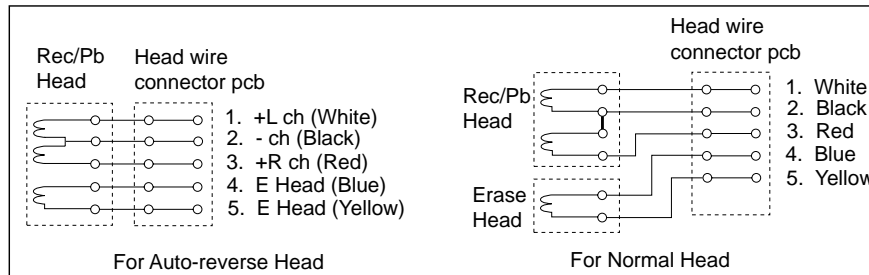 Rec/Pb
Head
Head wire
connector pcb
1. +L ch (White)
2. - ch (Black)
3. +R ch (Red)
4. E Head (Blue)
5. E Head (Yellow)
For Auto-reverse Head
Head wire
connector pcb
Rec/Pb
Head
1. White
2. Black
3. Red
4. Blue
5. Yellow
Erase
Head
For Normal Head